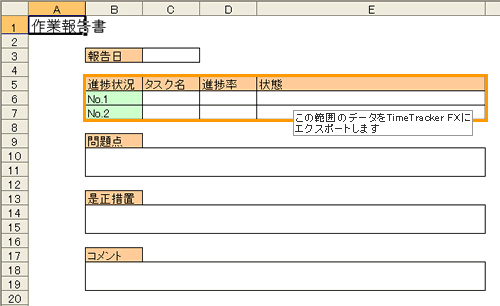 A B C D E
1 作業報告書
2
3 報告日
4
5 進捗状況 タスク名 進捗率 状態
6 No.1
7 No.2
この範囲のデータをTimeTracker FXに
エクスポートします
8
9 問題点
10
11
12
13 是正措置
14
15
16
17 コメント
18
19
20